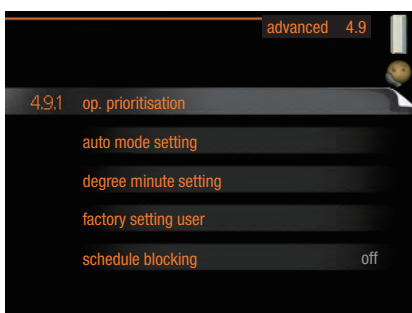 advanced 4.9
4.9.1 op. prioritisation
auto mode setting
degree minute setting
factory setting user
schedule blocking off